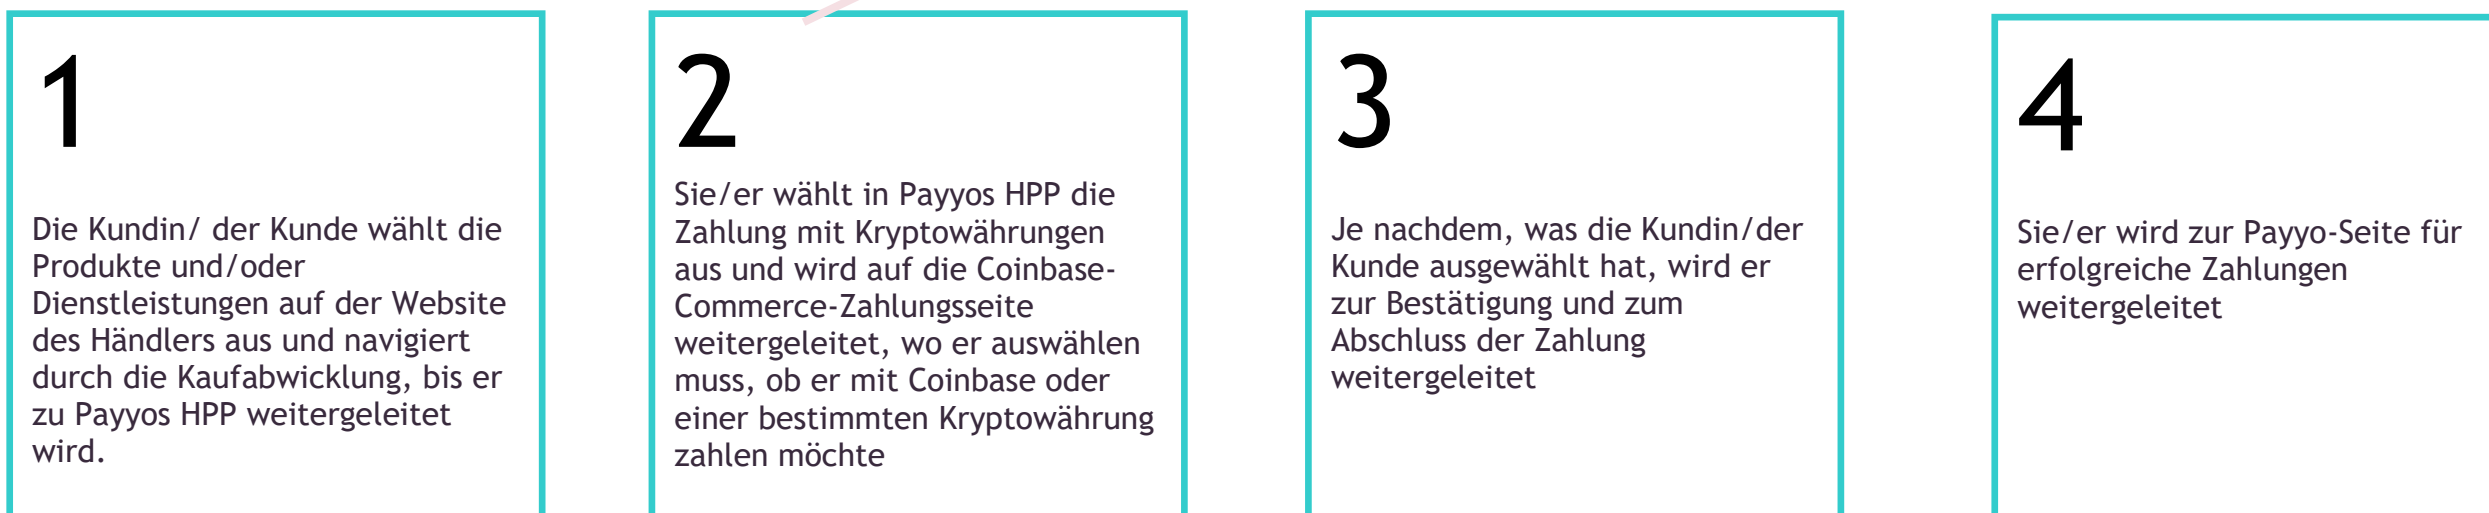 1
Die Kundin/ der Kunde wählt die
Produkte und/oder
Dienstleistungen auf der Website
des Händlers aus und navigiert
durch die Kaufabwicklung, bis er
zu Payyos HPP weitergeleitet
wird.
2
Sie/er wählt in Payyos HPP die
Zahlung mit Kryptowährungen
aus und wird auf die Coinbase-
Commerce-Zahlungsseite
weitergeleitet, wo er auswählen
muss, ob er mit Coinbase oder
einer bestimmten Kryptowährung
zahlen möchte
3
Je nachdem, was die Kundin/der
Kunde ausgewählt hat, wird er
zur Bestätigung und zum
Abschluss der Zahlung
weitergeleitet
4
Sie/er wird zur Payyo-Seite für
erfolgreiche Zahlungen
weitergeleitet